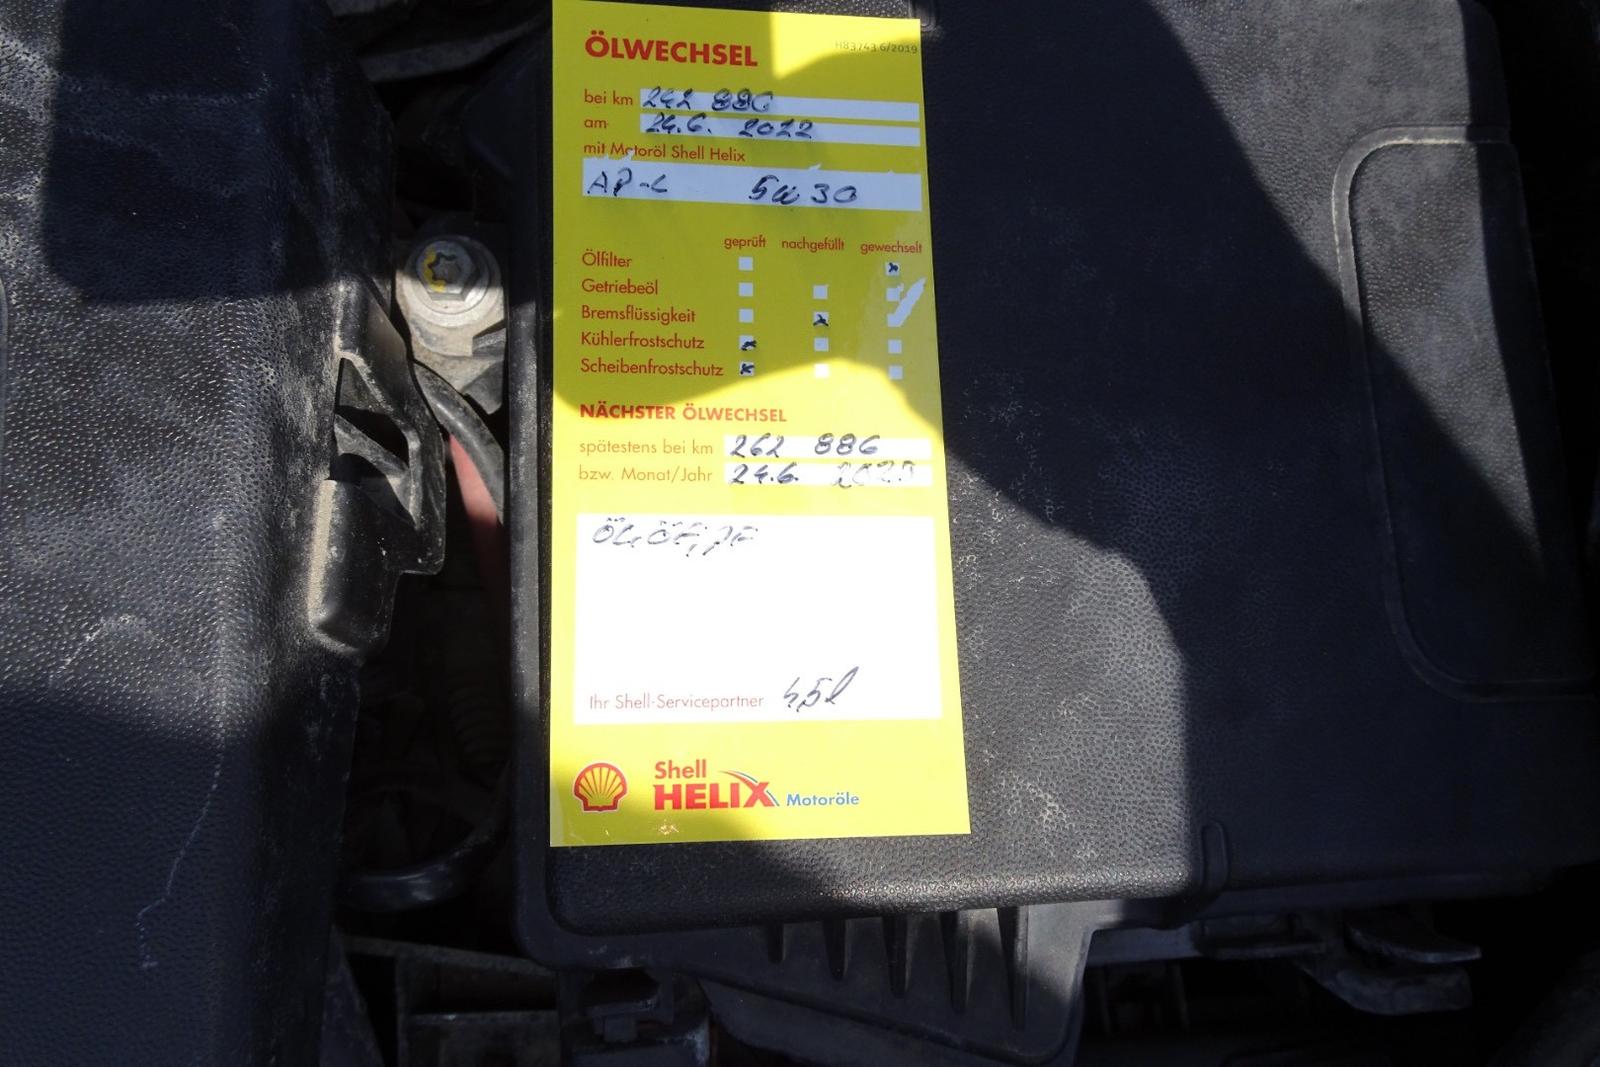 ÖLWECHSEL H83743 6/2019
bei km 242 886
am 24.6. 2022
mit Motoröl Shell Helix
AP-L 5w30
geprüft nachgefüllt gewechselt
Ölfilter
Getriebeöl
Bremsflüssigkeit
Kühlerfrostschutz
Scheibenfrostschutz
NÄCHSTER ÖLWECHSEL
spätestens bei km 262 886
bzw. Monat/Jahr 24.6.
Ihr Shell-Servicepartner 4,5l
Shell
HELIX Motoröle